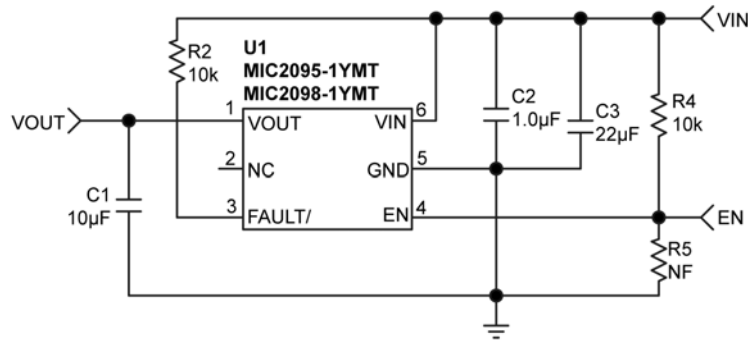 VIN
R2
10k
U1
MIC2095-1YMT
MIC2098-1YMT
C2
1.0µF
C3
22µF
R4
10k
VOUT
1
VOUT
VIN
6
2
NC
GND
5
C1
10µF
3
FAULT/
EN
4
EN
R5
NF